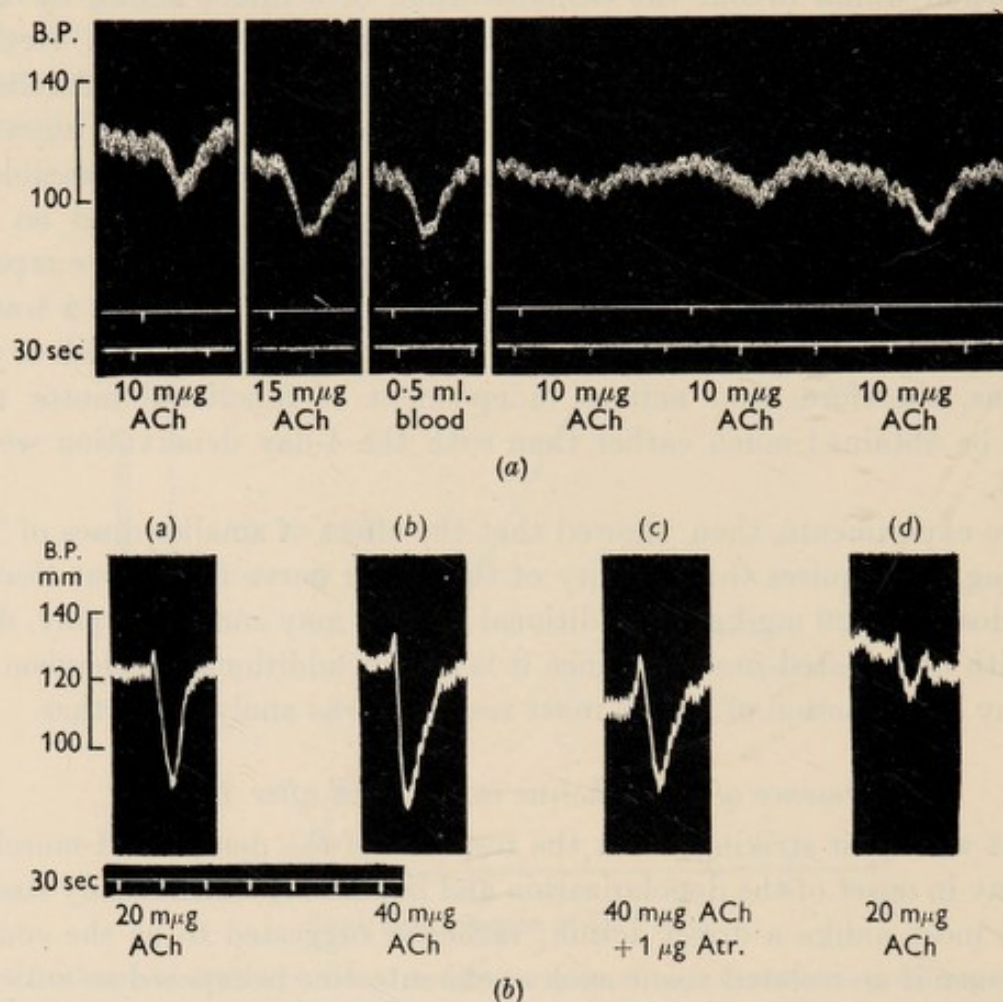 B.P.
140
100
30 sec
10 mµg ACh
15 mµg ACh
0·5 ml. blood
10 mµg ACh
10 mµg ACh
10 mµg ACh
(a)
(a) (b) (c) (d)
B.P.
mm
140
120
100
30 sec
20 mµg ACh
40 mµg ACh
40 mµg ACh +1 µg Atr.
20 mµg ACh
(b)